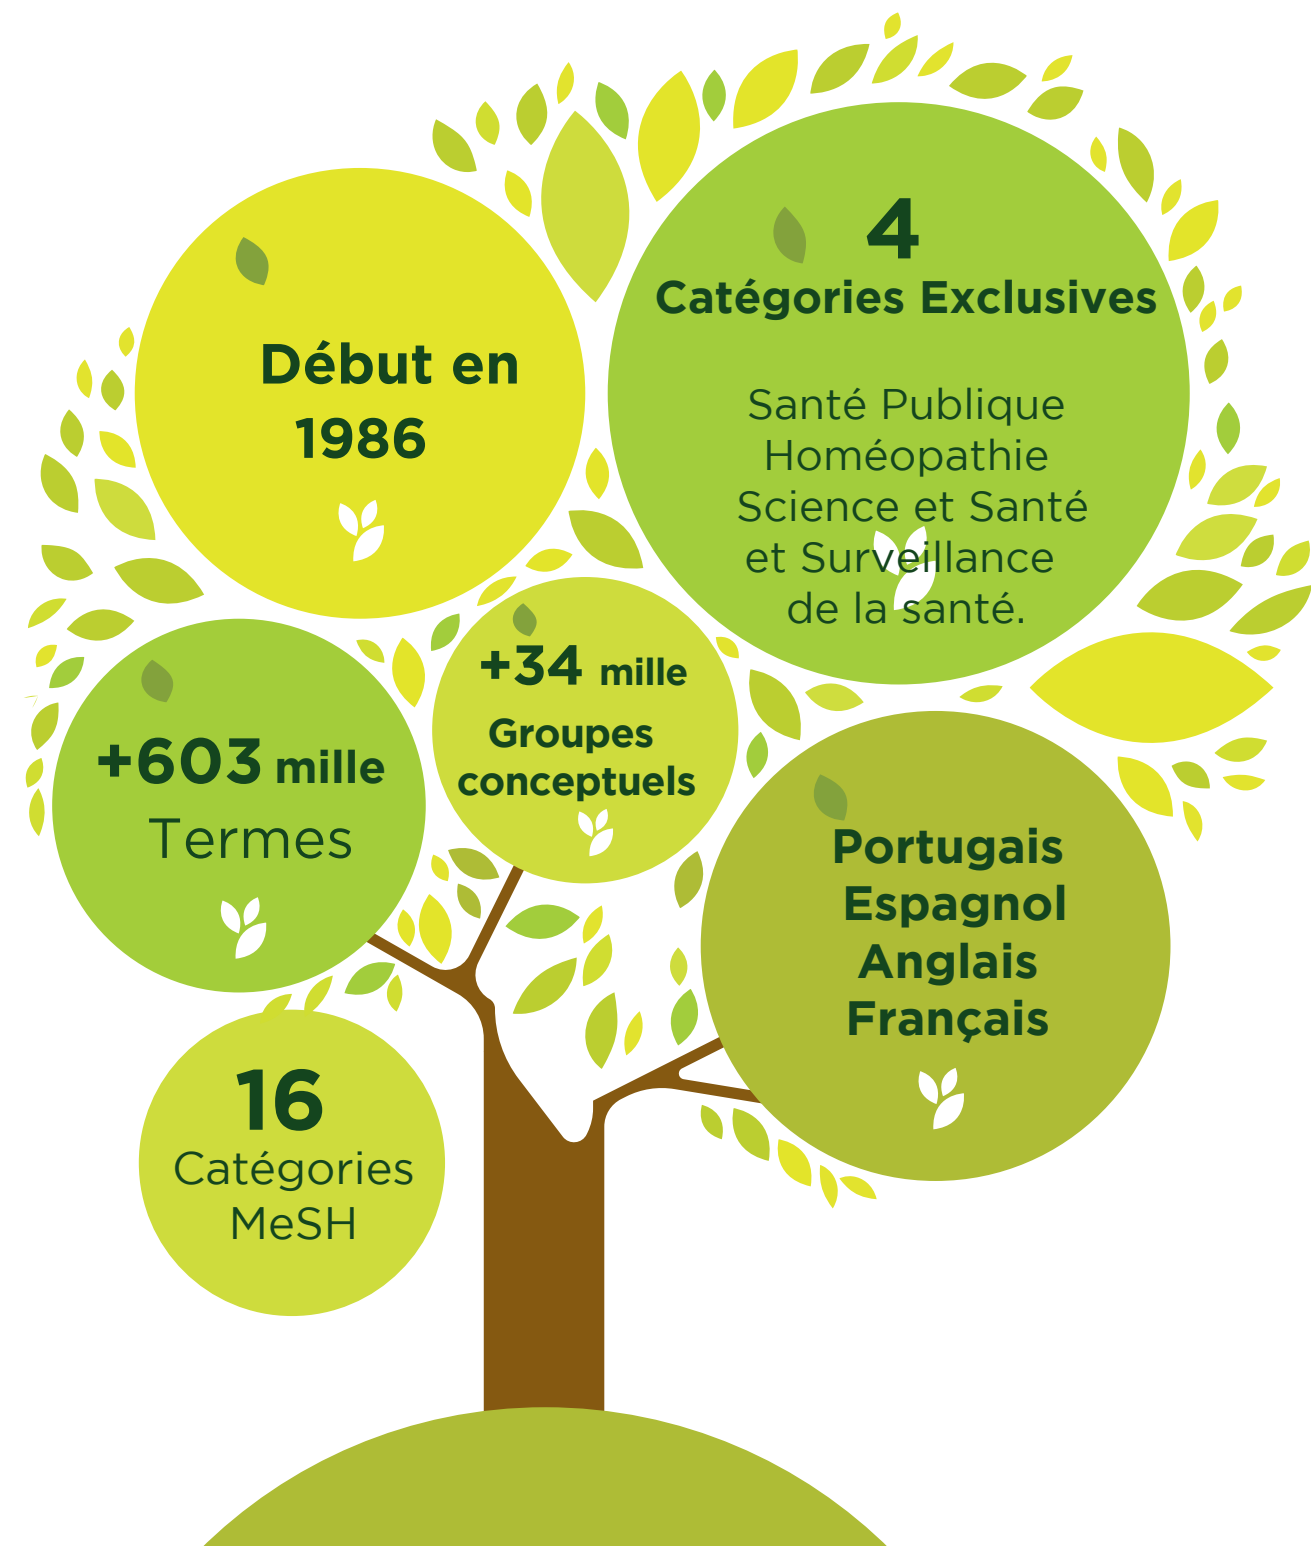 4
Catégories Exclusives
Santé Publique
Homéopathie
Science et Santé
et Surveillance
de la santé.
Début en
1986
+34 mille
Groupes
conceptuels
+603 mille
Termes
Portugais
Espagnol
Anglais
Français
16
Catégories
MeSH